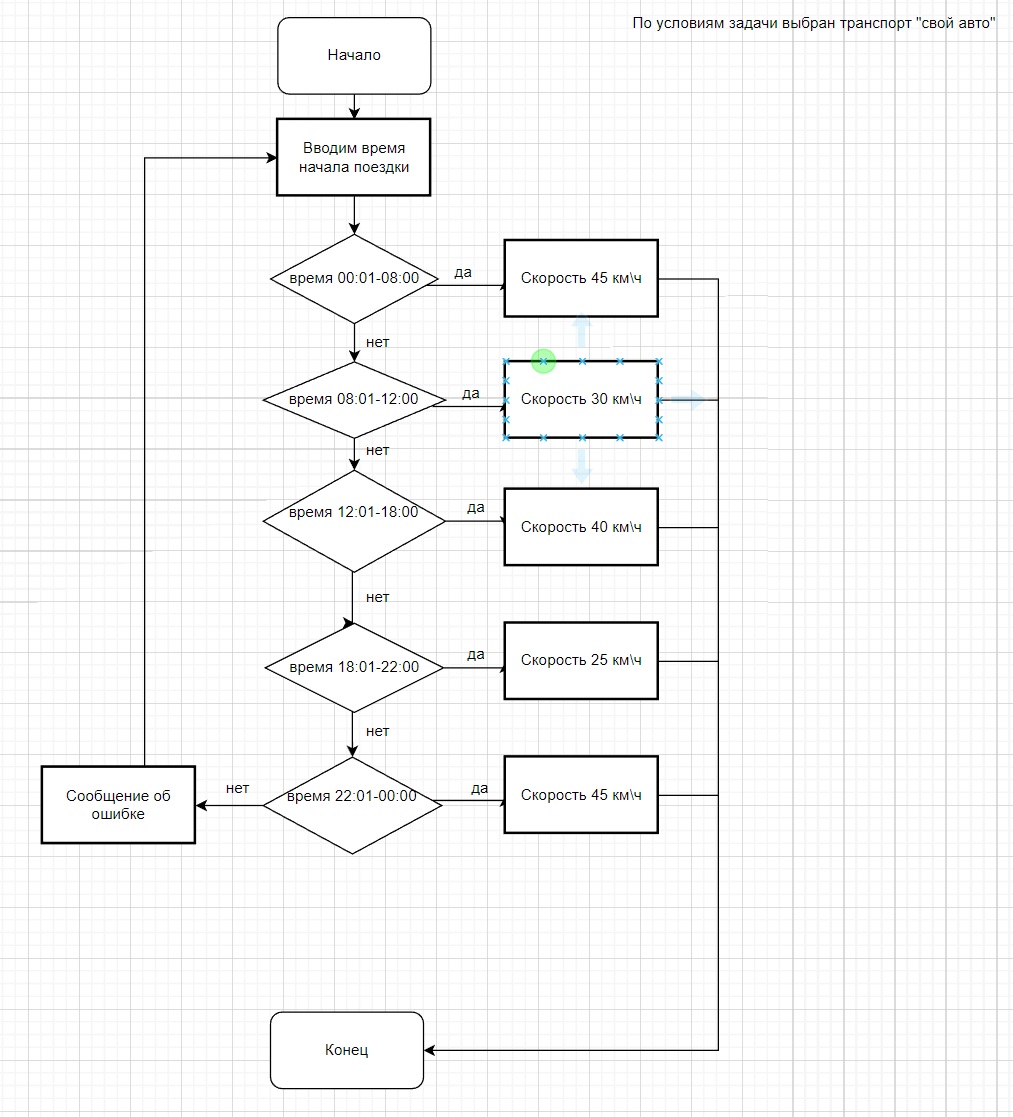 По условиям задачи выбран транспорт "свой авто"
Начало
Вводим время
начала поездки
время 00:01-08:00
да
Скорость 45 км\ч
нет
время 08:01-12:00
да
Скорость 30 км\ч
нет
время 12:01-18:00
да
Скорость 40 км\ч
нет
время 18:01-22:00
да
Скорость 25 км\ч
нет
время 22:01-00:00
да
Скорость 45 км\ч
нет
Сообщение об
ошибке
Конец